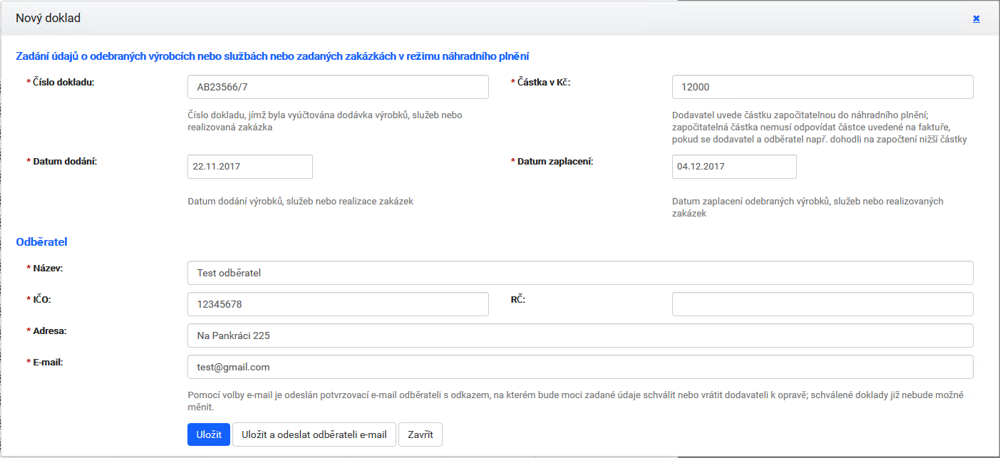 Nový doklad
Zadání údajů o odebraných výrobcích nebo službách nebo zadaných zakázkách v režimu náhradního plnění
* Číslo dokladu:
AB23566/7
* Částka v Kč:
12000
Číslo dokladu, jímž byla vyúčtována dodávka výrobků, služeb nebo
realizovaná zakázka
Dodavatel uvede částku započitatelnou do náhradního plnění;
započitatelná částka nemusí odpovídat částce uvedené na faktuře,
pokud se dodavatel a odběratel např. dohodli na započtení nižší částky
* Datum dodání:
22.11.2017
* Datum zaplacení:
04.12.2017
Datum dodání výrobků, služeb nebo realizace zakázek
Datum zaplacení odebraných výrobků, služeb nebo realizovaných
zakázek
Odběratel
* Název:
Test odběratel
* IČO:
12345678
RČ:
* Adresa:
Na Pankráci 225
* E-mail:
test@gmail.com
Pomocí volby e-mail je odeslán potvrzovací e-mail odběrateli s odkazem, na kterém bude moci zadané údaje schválit nebo vrátit dodavateli k opravě; schválené doklady již nebude možné
měnit.
Uložit
Uložit a odeslat odběrateli e-mail
Zavřít